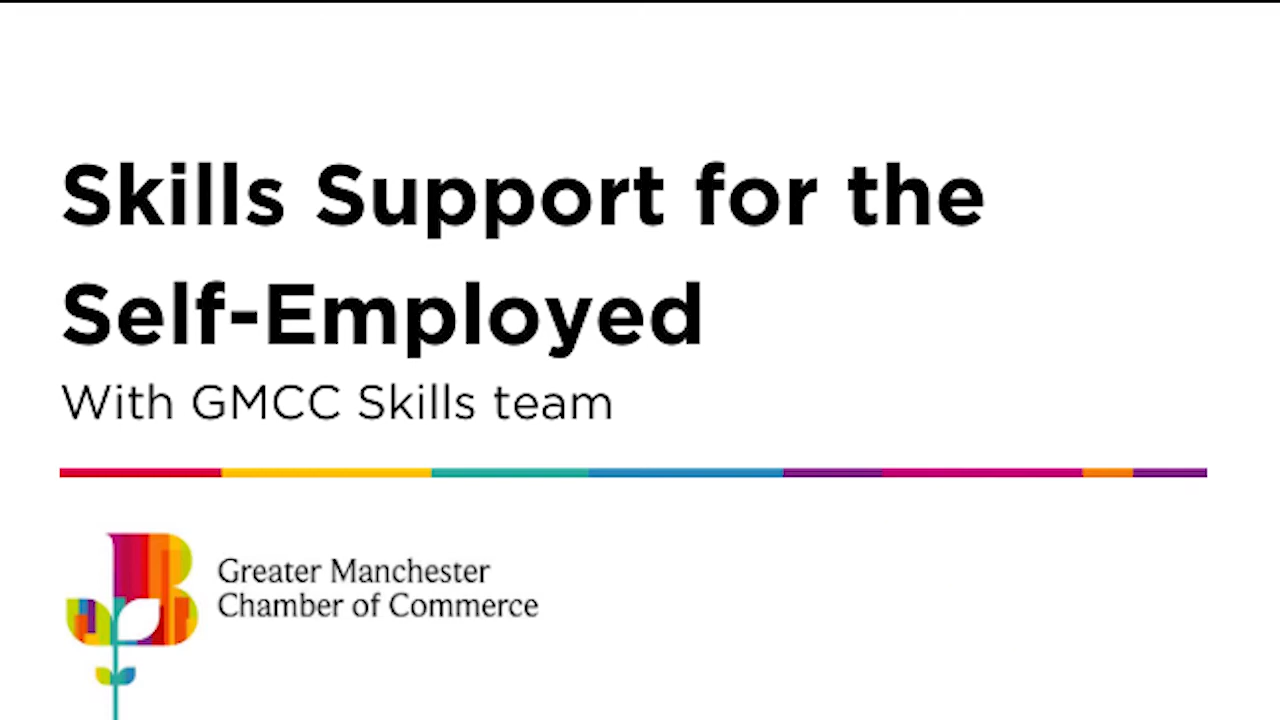 Skills Support for the
Self-Employed
With GMCC Skills team
Greater Manchester
Chamber of Commerce